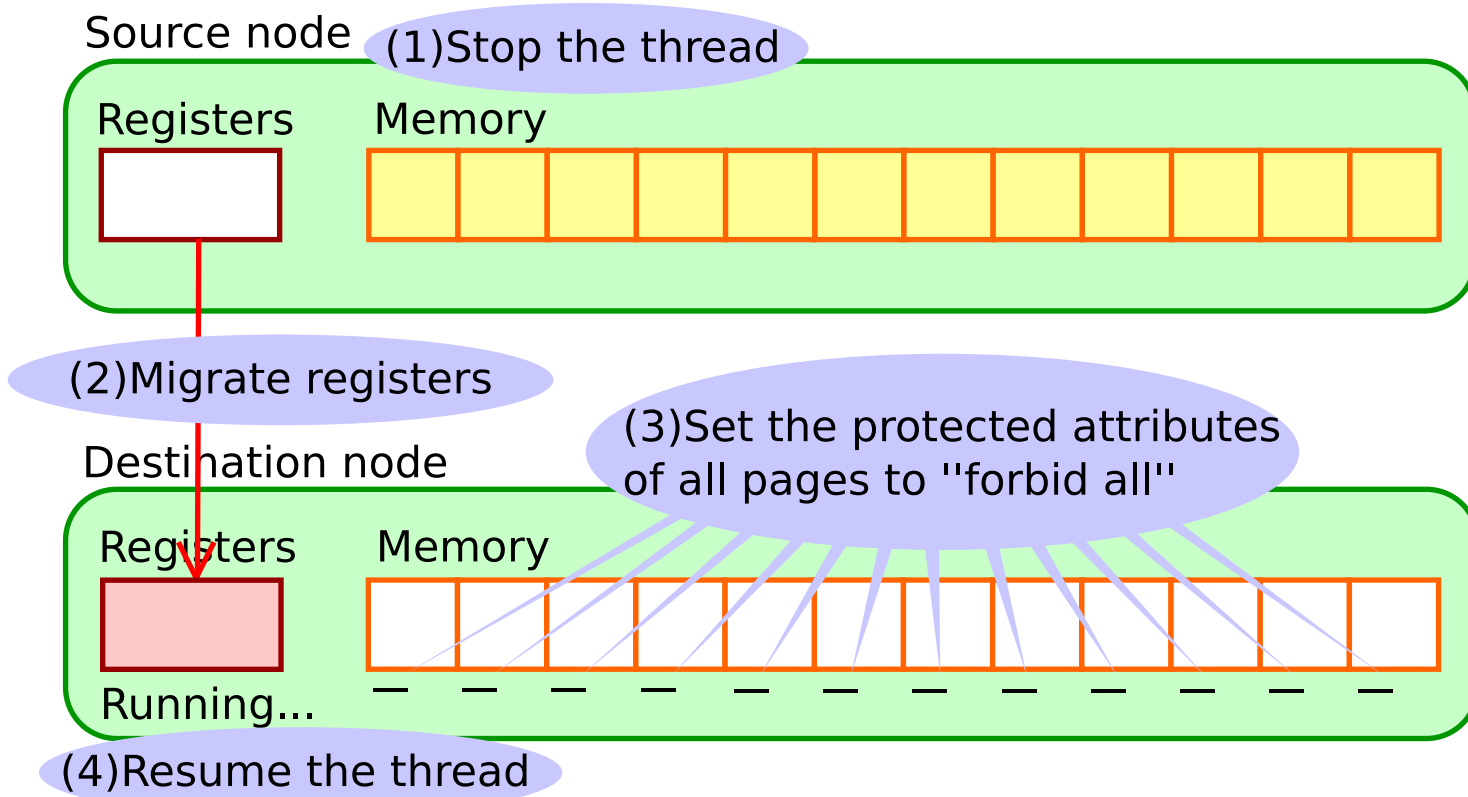 Source node
(1)Stop the thread
Registers
Memory
(2)Migrate registers
(3)Set the protected attributes
of all pages to ''forbid all''
Destination node
Registers
Memory
Running...
(4)Resume the thread